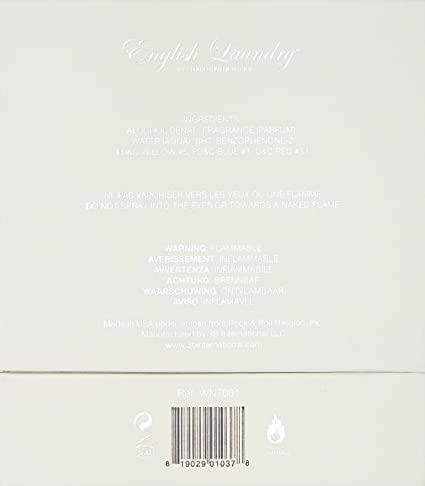 English Laundry
INGREDIENTS:
ALCOHOL DENAT., FRAGRANCE (PARFUM),
WATER (AQUA), BHT, BENZOPHENONE-2,
FD&C YELLOW #5, FD&C BLUE #1, D&C RED #33.
NE PAS VAPORISER VERS LES YEUX OU UNE FLAMME
DO NOT SPRAY INTO THE EYES OR TOWARDS A NAKED FLAME
WARNING: FLAMMABLE
AVERISSEMENT: INFLAMMABLE
AVVERTENZA: INFIAMMABILE
ACHTUNG: BRENNBAR
WAARSCHUWING: ONTVLAMBAAR
AVISO: INFLAMAVEL
Made in USA under license from Rock & Roll Religion, Inc.
Manufactured by: 3B International LLC
www.3binternational.com
Ref. WN7001
8 19029 01037 8